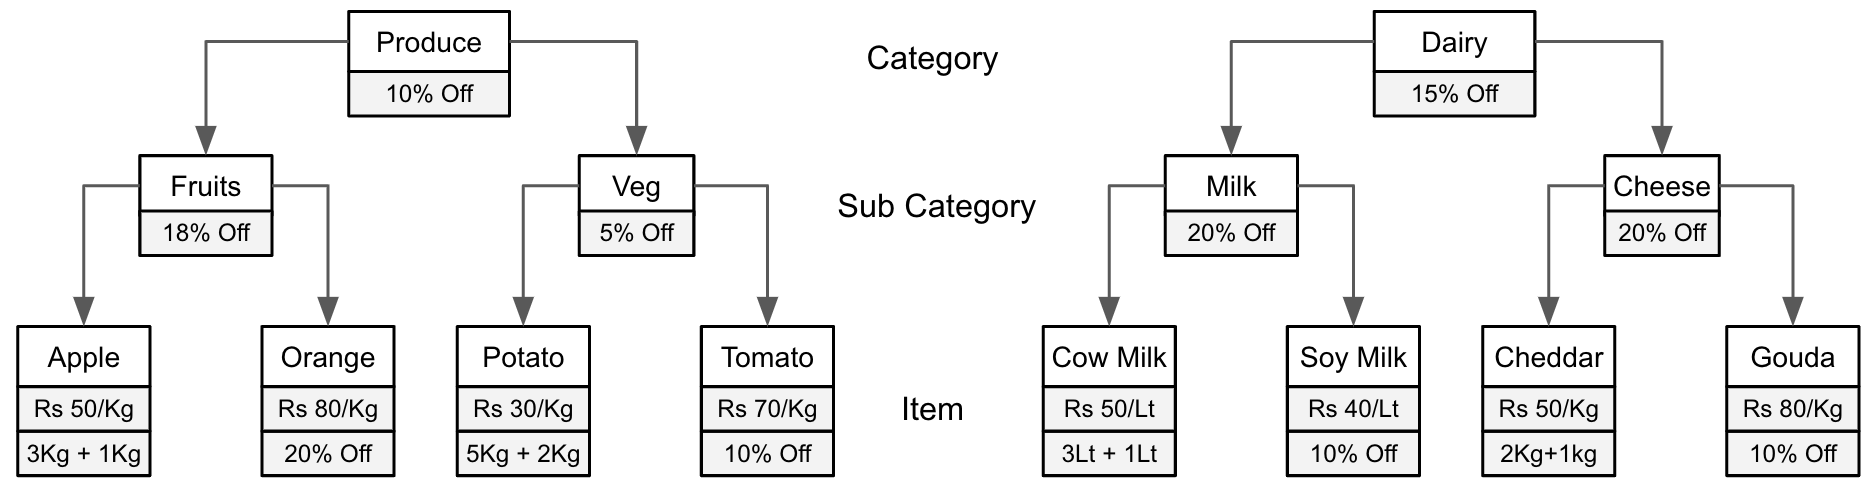 Produce
10% Off
Category
Dairy
15% Off
Fruits
18% Off
Veg
5% Off
Sub Category
Milk
20% Off
Cheese
20% Off
Apple
Rs 50/Kg
3Kg + 1Kg
Orange
Rs 80/Kg
20% Off
Potato
Rs 30/Kg
5Kg + 2Kg
Tomato
Rs 70/Kg
10% Off
Item
Cow Milk
Rs 50/Lt
3Lt + 1Lt
Soy Milk
Rs 40/Lt
10% Off
Cheddar
Rs 50/Kg
2Kg+1kg
Gouda
Rs 80/Kg
10% Off